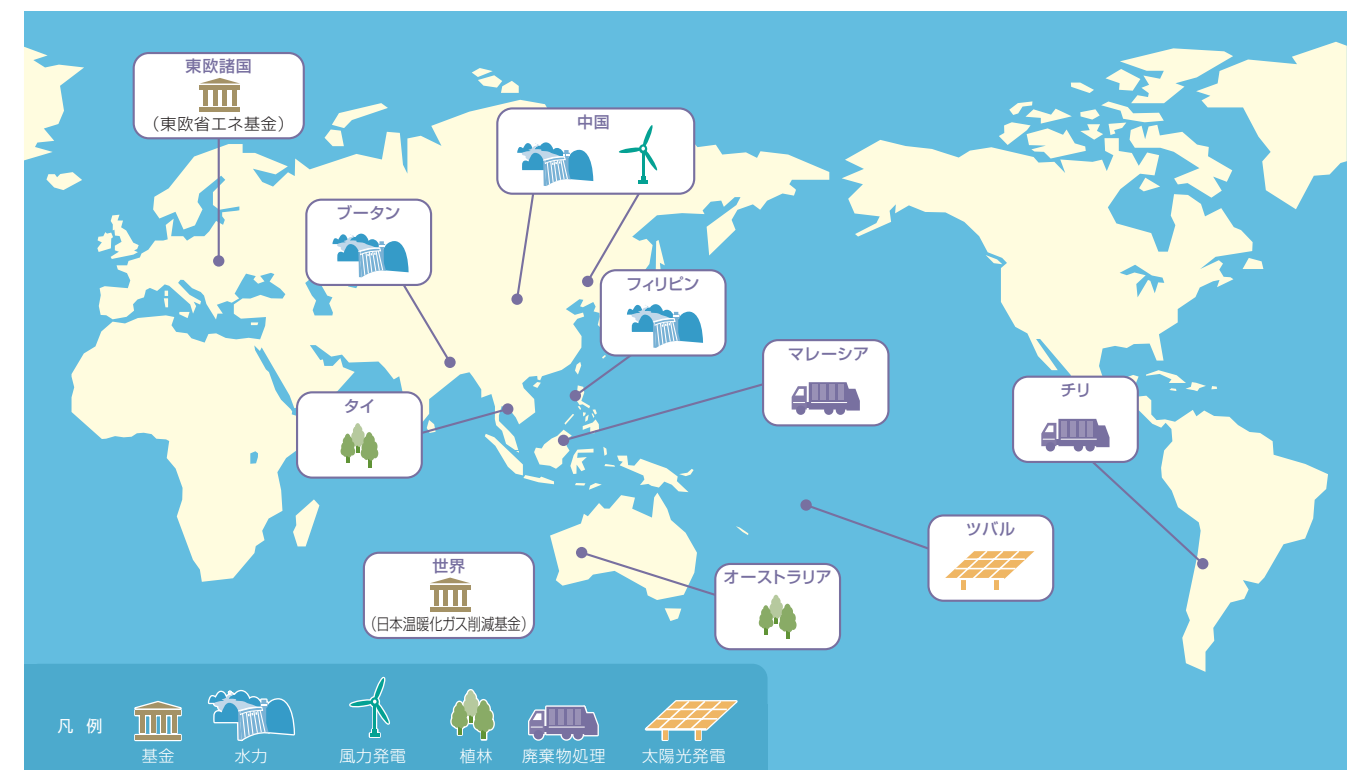 東欧諸国
(東欧省エネ基金)
中国
ブータン
フィリピン
マレーシア
チリ
タイ
ツバル
世界
(日本温暖化ガス削減基金)
オーストラリア
凡 例
基金
水力
風力発電
植林
廃棄物処理
太陽光発電